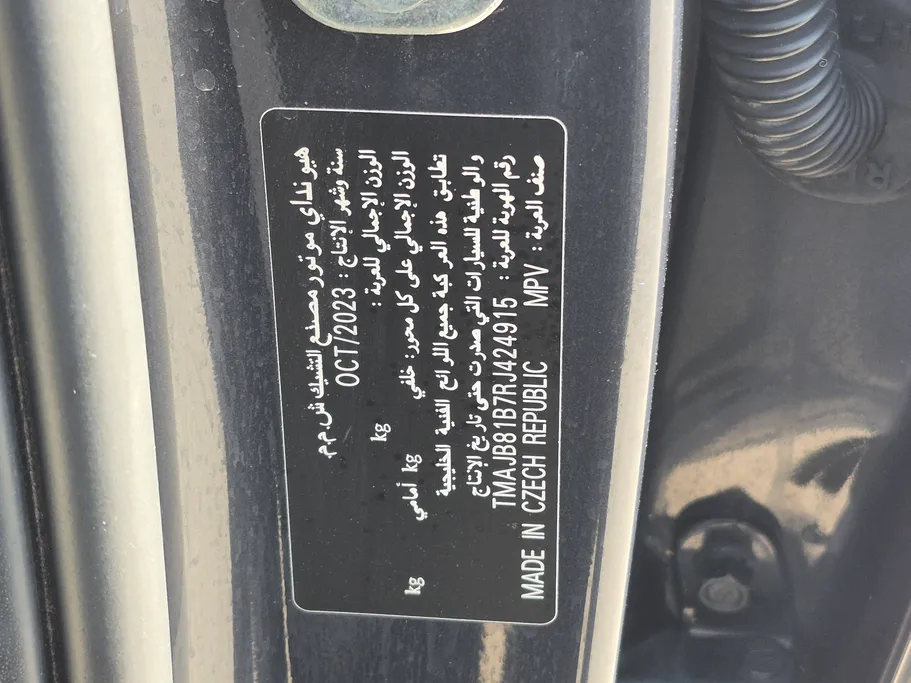 هيونداي موتور مصنع التشيك ش.م.م
سنة وشهر الإنتاج : OCT/2023
الوزن الإجمالي للعربة : kg
الوزن الإجمالي على كل محور: خلفي kg أمامي kg
تطابق هذه المركبة جميع اللوائح الفنية الخليجية
والوطنية للسيارات التي صدرت حتى تاريخ الإنتاج
رقم الهوية للعربة : TMAJB81B7RJ424915
صنف العربة : MPV MADE IN CZECH REPUBLIC